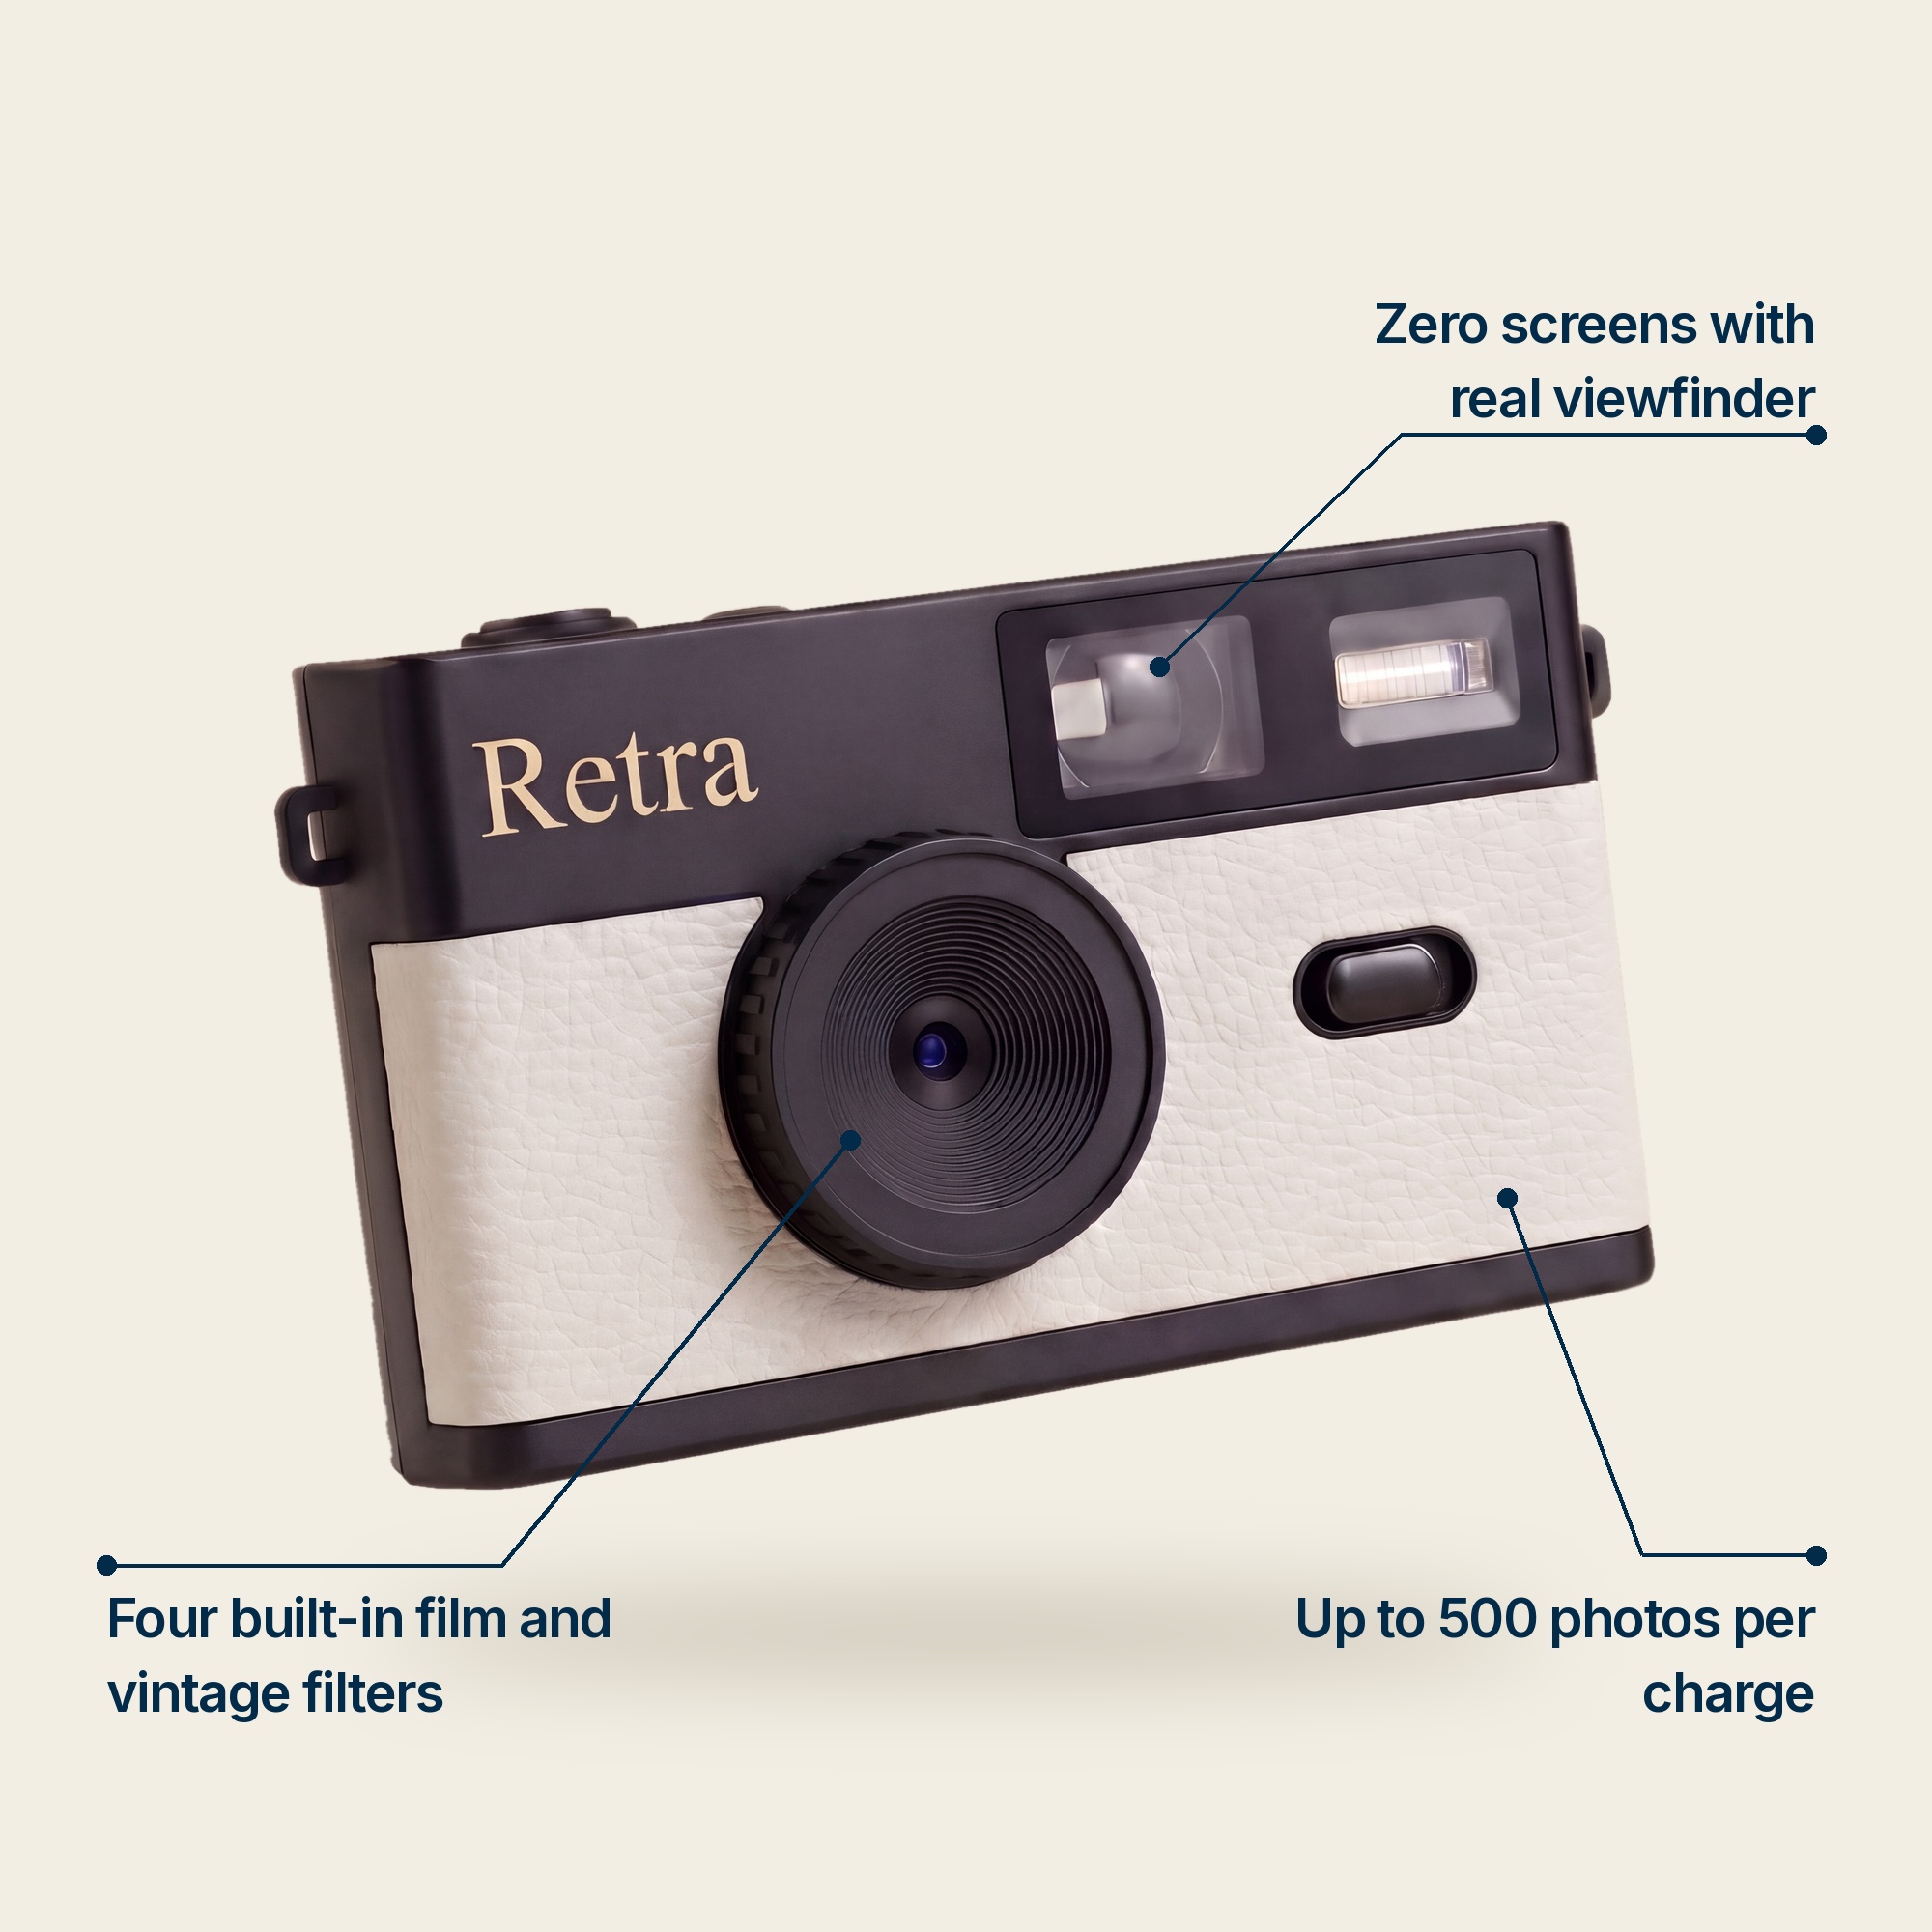 Zero screens with
real viewfinder
Retra
Four built-in film and
vintage filters
Up to 500 photos per
charge